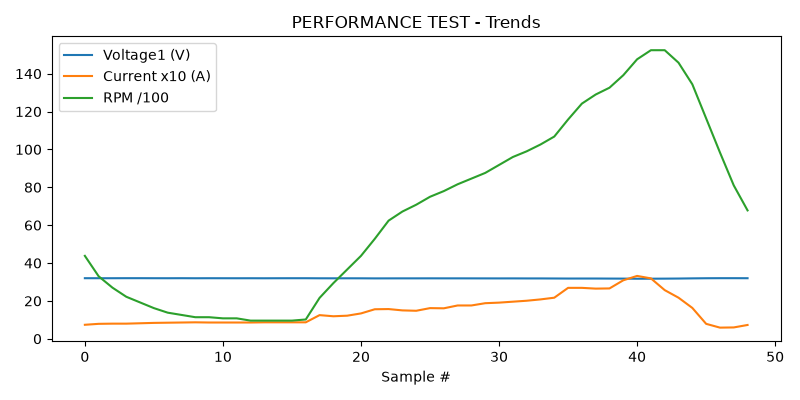 PERFORMANCE TEST - Trends
Voltage1 (V)
Current x10 (A)
RPM /100
140
120
100
80
60
40
20
0
0 10 20 30 40 50
Sample #